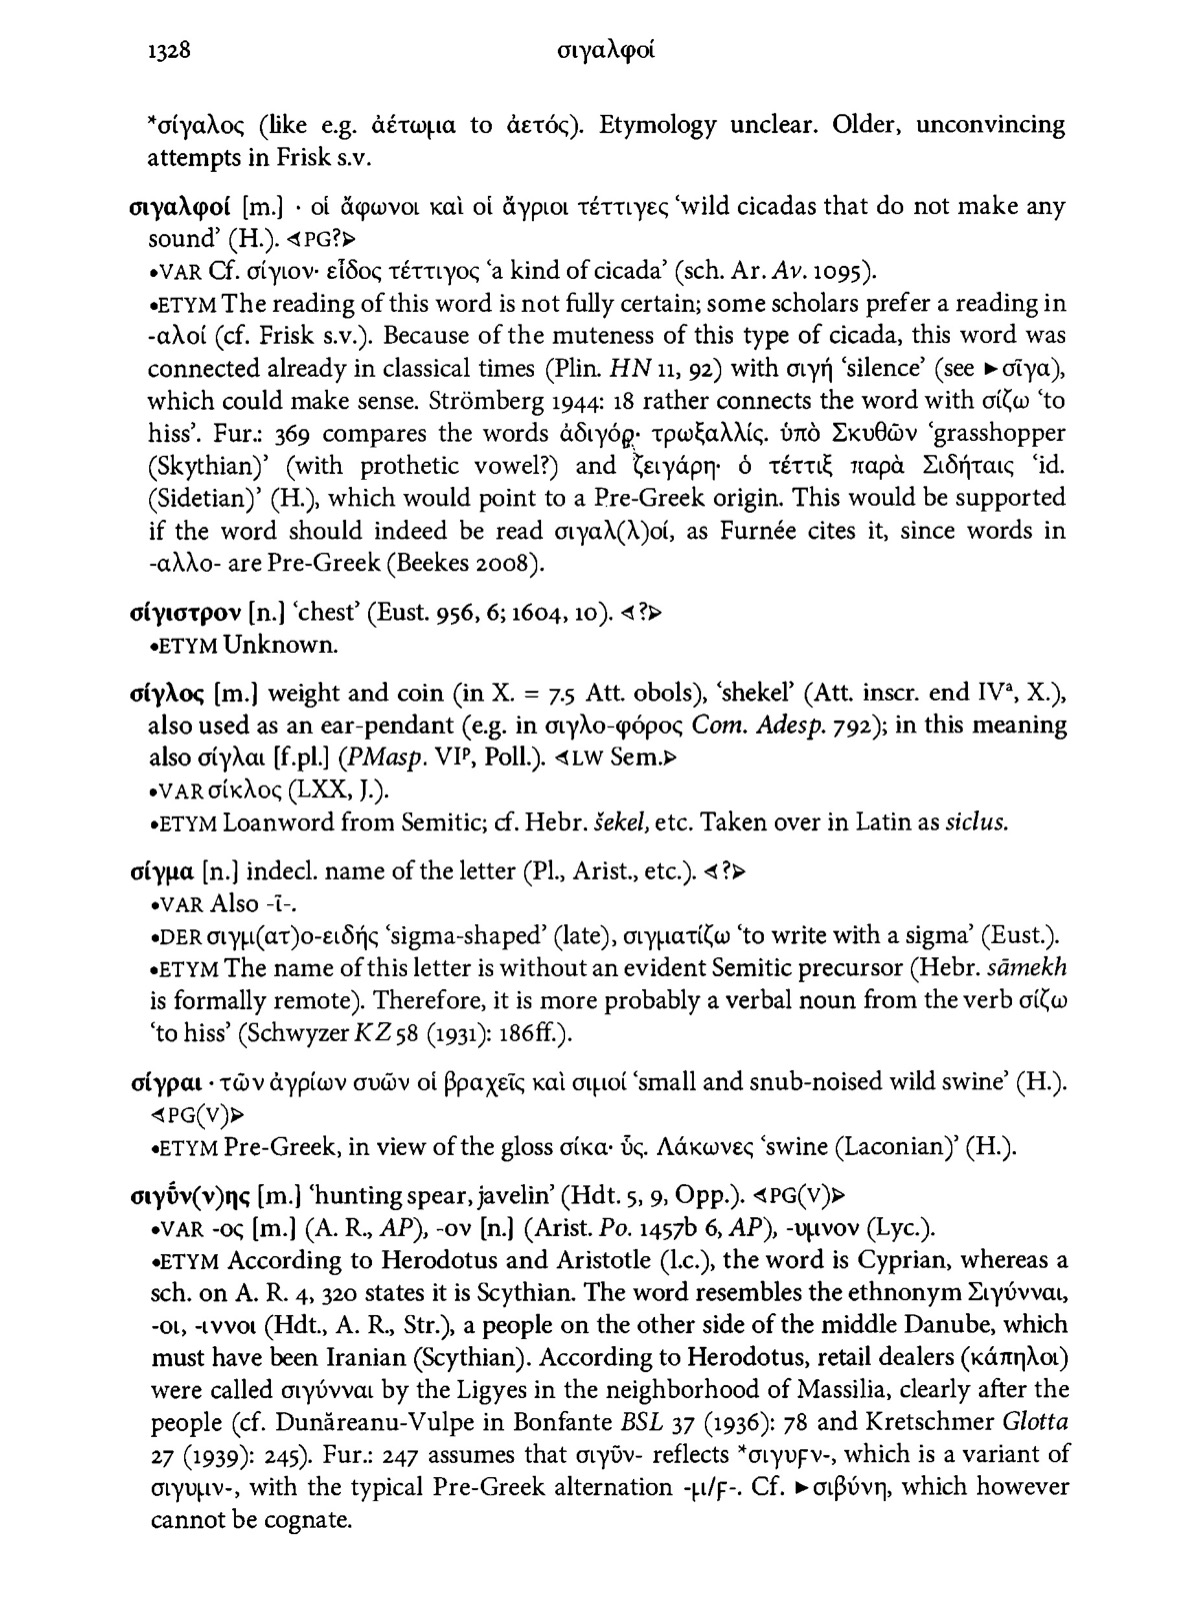 1328
σιγαλφοί
*σίγαλος (like e.g. ἀέτωμα to ἀετός). Etymology unclear. Older, unconvincing
attempts in Frisk s.v.
σιγαλφοί [m.] · οἱ ἄφωνοι καὶ οἱ ἄγριοι τέττιγες ‘wild cicadas that do not make any
sound’ (H.). ⋖PG?⋗
•VAR Cf. σίγιον· εἶδος τέττιγος ‘a kind of cicada’ (sch. Ar. Av. 1095).
•ETYM The reading of this word is not fully certain; some scholars prefer a reading in
-αλοί (cf. Frisk s.v.). Because of the muteness of this type of cicada, this word was
connected already in classical times (Plin. HN 11, 92) with σιγή ‘silence’ (see ►σῖγα),
which could make sense. Strömberg 1944: 18 rather connects the word with σίζω ‘to
hiss’. Fur.: 369 compares the words ἀδιγόρ̣· τρωξαλλίς. ὑπὸ Σκυθῶν ‘grasshopper
(Skythian)’ (with prothetic vowel?) and ζειγάρη· ὁ τέττιξ παρὰ Σιδήταις ‘id.
(Sidetian)’ (H.), which would point to a Pre-Greek origin. This would be supported
if the word should indeed be read σιγαλ(λ)οί, as Furnée cites it, since words in
-αλλο- are Pre-Greek (Beekes 2008).
σίγιστρον [n.] ‘chest’ (Eust. 956, 6; 1604, 10). ⋖?⋗
•ETYM Unknown.
σίγλος [m.] weight and coin (in X. = 7.5 Att. obols), ‘shekel’ (Att. inscr. end IVᵃ, X.),
also used as an ear-pendant (e.g. in σιγλο-φόρος Com. Adesp. 792); in this meaning
also σίγλαι [f.pl.] (PMasp. VIᵖ, Poll.). ⋖LW Sem.⋗
•VAR σίκλος (LXX, J.).
•ETYM Loanword from Semitic; cf. Hebr. šekel, etc. Taken over in Latin as siclus.
σίγμα [n.] indecl. name of the letter (Pl., Arist., etc.). ⋖?⋗
•VAR Also -ῖ-.
•DER σιγμ(ατ)ο-ειδής ‘sigma-shaped’ (late), σιγματίζω ‘to write with a sigma’ (Eust.).
•ETYM The name of this letter is without an evident Semitic precursor (Hebr. sāmekh
is formally remote). Therefore, it is more probably a verbal noun from the verb σίζω
‘to hiss’ (Schwyzer KZ 58 (1931): 186ff.).
σίγραι · τῶν ἀγρίων συῶν οἱ βραχεῖς καὶ σιμοί ‘small and snub-noised wild swine’ (H.).
⋖PG(V)⋗
•ETYM Pre-Greek, in view of the gloss σίκα· ὗς. Λάκωνες ‘swine (Laconian)’ (H.).
σιγῡ́ν(ν)ης [m.] ‘hunting spear, javelin’ (Hdt. 5, 9, Opp.). ⋖PG(V)⋗
•VAR -ος [m.] (A. R., AP), -ον [n.] (Arist. Po. 1457b 6, AP), -υμνον (Lyc.).
•ETYM According to Herodotus and Aristotle (l.c.), the word is Cyprian, whereas a
sch. on A. R. 4, 320 states it is Scythian. The word resembles the ethnonym Σιγύνναι,
-οι, -ιννοι (Hdt., A. R., Str.), a people on the other side of the middle Danube, which
must have been Iranian (Scythian). According to Herodotus, retail dealers (κάπηλοι)
were called σιγύνναι by the Ligyes in the neighborhood of Massilia, clearly after the
people (cf. Dunăreanu-Vulpe in Bonfante BSL 37 (1936): 78 and Kretschmer Glotta
27 (1939): 245). Fur.: 247 assumes that σιγῦν- reflects *σιγυϝν-, which is a variant of
σιγυμν-, with the typical Pre-Greek alternation -μ/ϝ-. Cf. ►σιβύνη, which however
cannot be cognate.